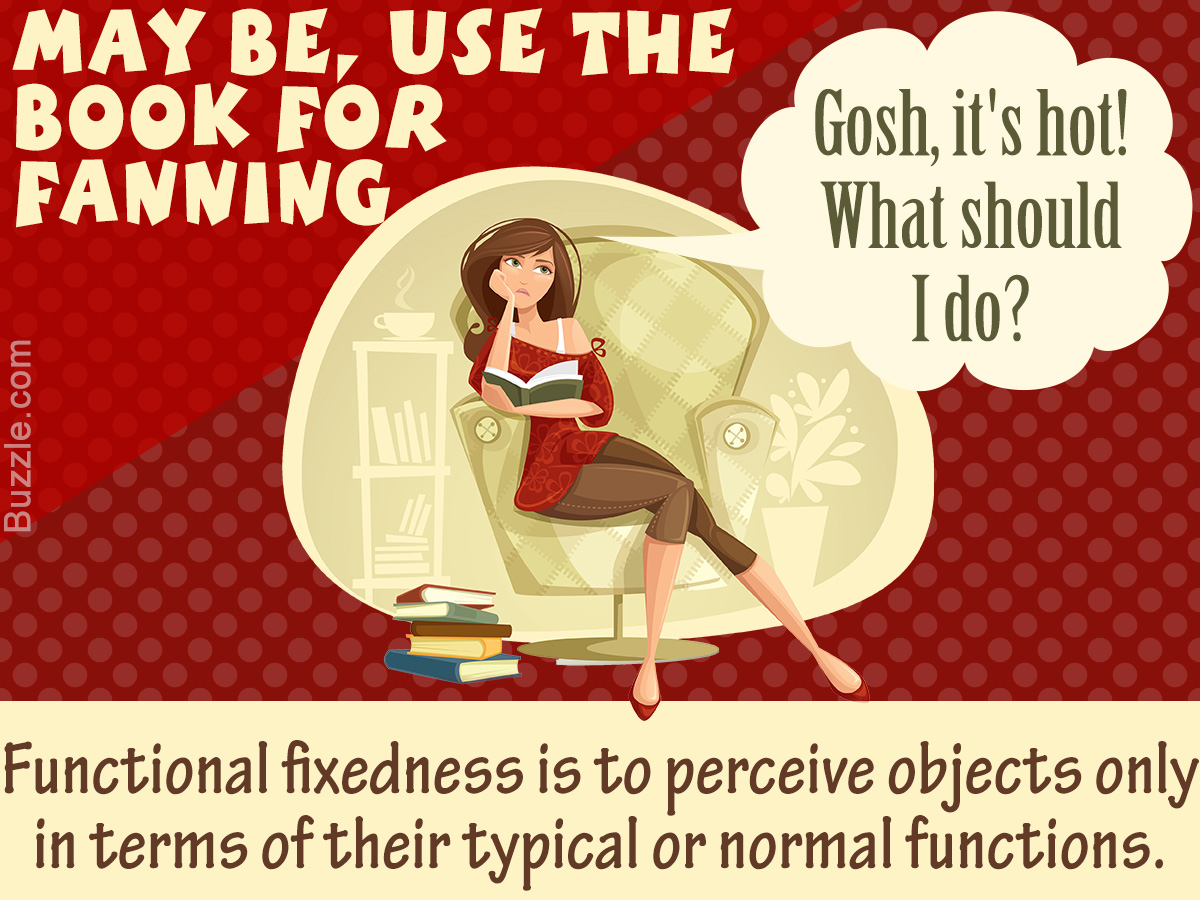 MAY BE, USE THE
BOOK FOR
FANNING
Gosh, it's hot!
What should
I do?
Buzzle.com
Functional fixedness is to perceive objects only
in terms of their typical or normal functions.